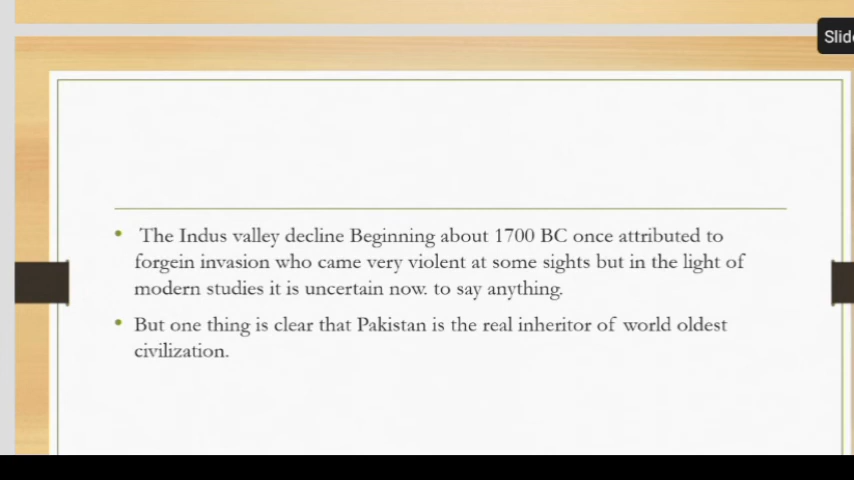 Slide
• The Indus valley decline Beginning about 1700 BC once attributed to
forgein invasion who came very violent at some sights but in the light of
modern studies it is uncertain now. to say anything.
• But one thing is clear that Pakistan is the real inheritor of world oldest
civilization.